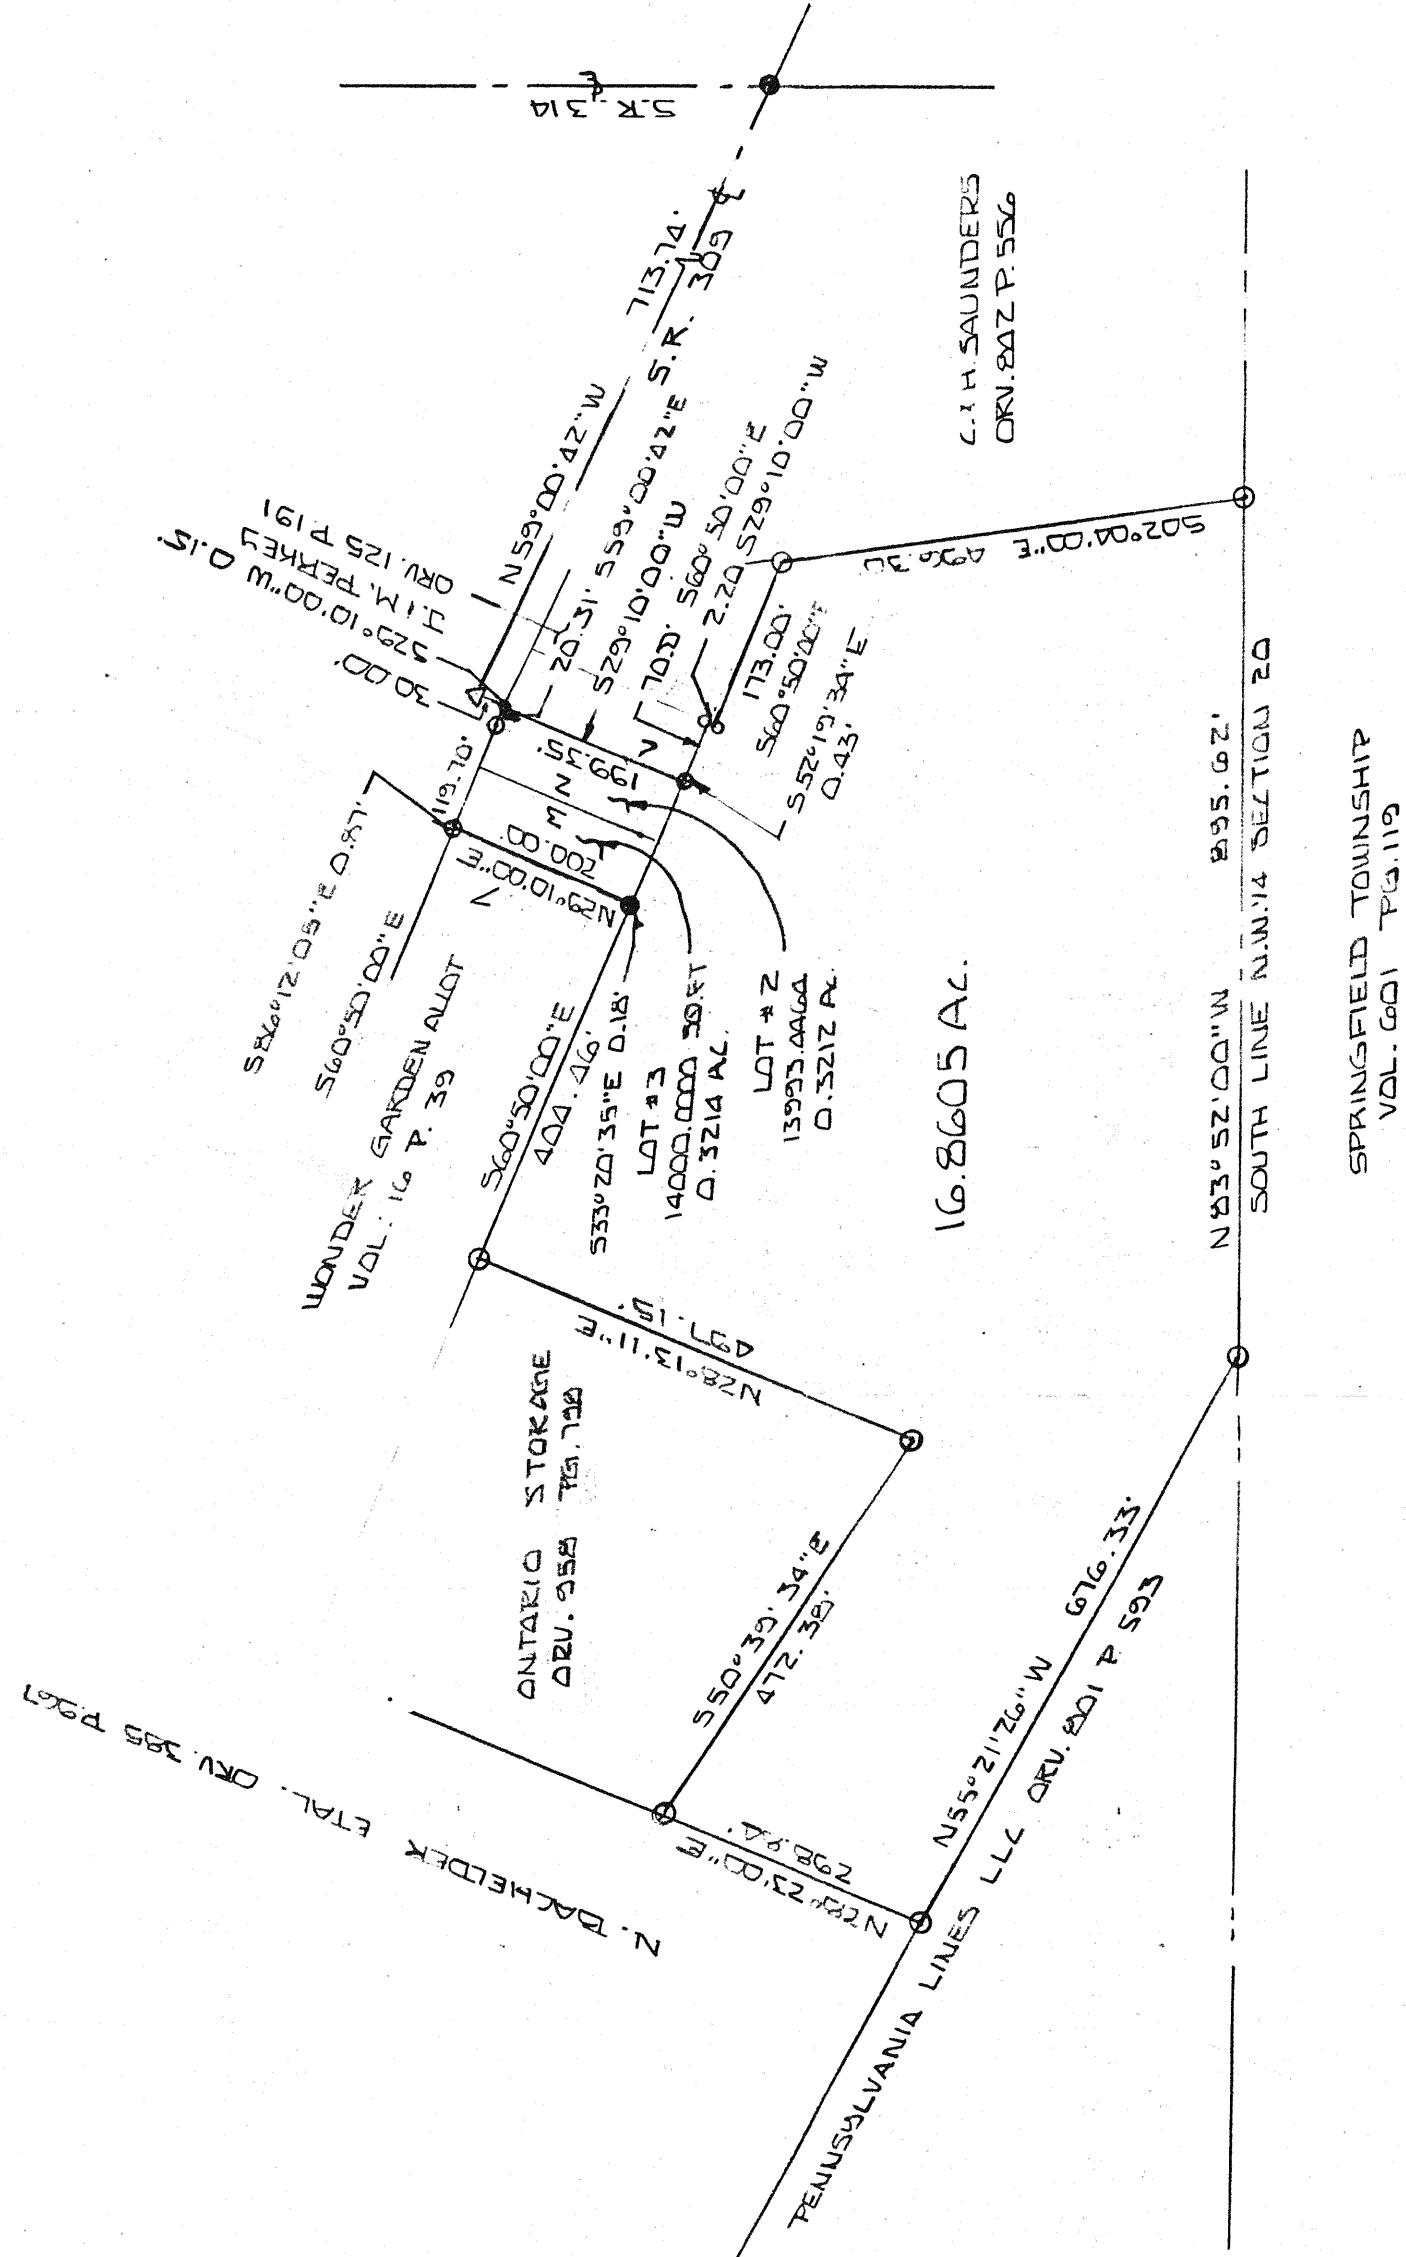 S.R. 314
713.74'
S.R. 309
N59°00'42"W
C. & H. SAUNDERS
ORV. 842 P. 556
J. & M. PERKEY
ORV. 125 P 191
S29°10'00"W 0.15'
30.00'
20.31' S59°00'42"E
S29°10'00"W
70.0' S60°50'00"E
2.20 S29°10'00"W
173.00'
S60°50'00"E
S52°19'34"E
0.43'
S02°04'00"E
119.70'
199.35'
200.00
N29°10'00"E
7
S86°12'05"E 0.87'
S60°50'00"E
WONDER GARDEN ALLOT
VOL. 16 P. 39
S60°50'00"E
404.46'
S33°20'35"E 0.18'
LOT #3
14000.0000 SQ.FT
0.3214 AC.
LOT #2
13993.4464
0.3212 AC.
16.8605 AC.
N83°52'00"W 895.62'
SOUTH LINE N.W.1/4 SECTION 20
SPRINGFIELD TOWNSHIP
VOL. 601 PG. 119
N28°13'11"E
497.18'
ONTARIO STORAGE
ORV. 958 PG. 798
S50°39'34"E
472.38'
N. BACHELDER ETAL. ORV. 385 P.967
N28°23'00"E
N55°21'26"W 676.33'
PENNSYLVANIA LINES LLC ORV. 801 P 593